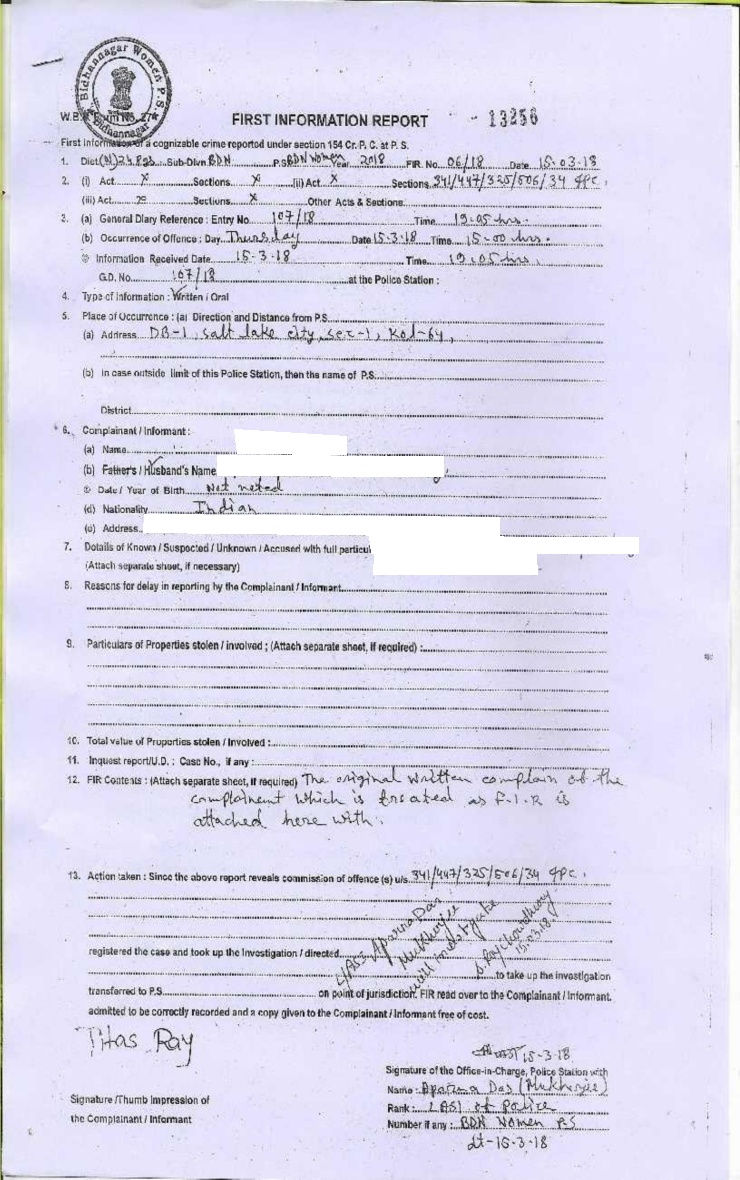 Bidhannagar Women P.S.
Bidhannagar
W.B. Form No. 27
FIRST INFORMATION REPORT - 13256
First Information of a cognizable crime reported under section 154 Cr. P. C. at P. S.
1. Dist (N) 24 Pgs Sub-Divn BDN P.S BDN Women Year 2018 FIR No. 06/18 Date 15-03-18
2. (i) Act X Sections X (ii) Act X Sections 341/447/325/506/34 IPC.
(iii) Act X Sections X Other Acts & Sections
3. (a) General Diary Reference : Entry No. 107/18 Time 19.05 hrs.
(b) Occurrence of Offence : Day Thursday Date 15-3-18 Time 15-00 hrs.
© Information Received Date 15-3-18 Time 19.05 hrs.
G.D. No. 107/18 at the Police Station :
4. Type of Information : Written / Oral
5. Place of Occurrence : (a) Direction and Distance from P.S.
(a) Address DB-1, Salt lake city, sec-1, Kol-64,
(b) In case outside limit of this Police Station, then the name of P.S.
District
6. Complainant / Informant :
(a) Name
(b) Father's / Husband's Name
© Date / Year of Birth Not noted
(d) Nationality Indian
(e) Address
7. Details of Known / Suspected / Unknown / Accused with full particu
(Attach separate sheet, if necessary)
8. Reasons for delay in reporting by the Complainant / Informant
9. Particulars of Properties stolen / involved ; (Attach separate sheet, if required) :
10. Total value of Properties stolen / Involved :
11. Inquest report/U.D. : Case No., if any :
12. FIR Contents : (Attach separate sheet, if required) The original written complain of the
complainent which is treated as F.I.R is
attached here with.
13. Action taken : Since the above report reveals commission of offence (s) u/s 341/447/325/506/34 IPC.
LASI Aparna Das
Mukherjee
will investigate
S. Raychowdhury
15.03.18
registered the case and took up the Investigation / directed
to take up the investigation
transferred to P.S. on point of jurisdiction. FIR read over to the Complainant / Informant,
admitted to be correctly recorded and a copy given to the Complainant / Informant free of cost.
Titas Ray
15-3-18
Signature of the Office-in-Charge, Police Station with
Name : Aparna Das (Mukherjee)
Signature /Thumb Impression of
Rank : LASI of Police
the Complainant / Informant
Number if any : BDN Women P.S
dt-15-3-18